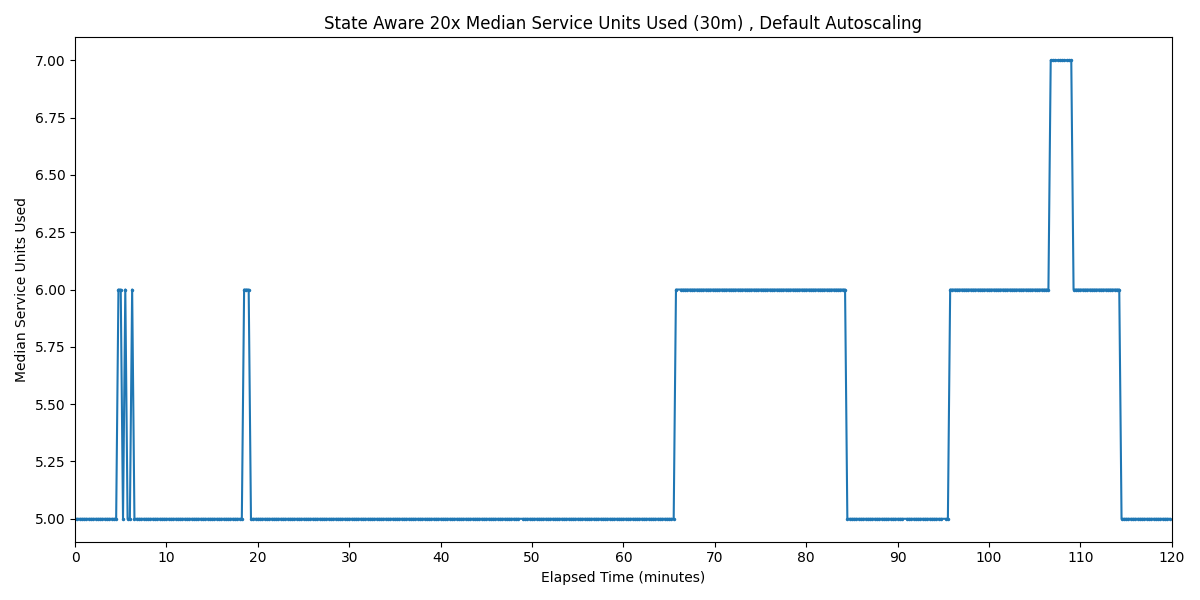 State Aware 20x Median Service Units Used (30m) , Default Autoscaling
7.00
6.75
6.50
6.25
6.00
5.75
5.50
5.25
5.00
Median Service Units Used
0 10 20 30 40 50 60 70 80 90 100 110 120
Elapsed Time (minutes)